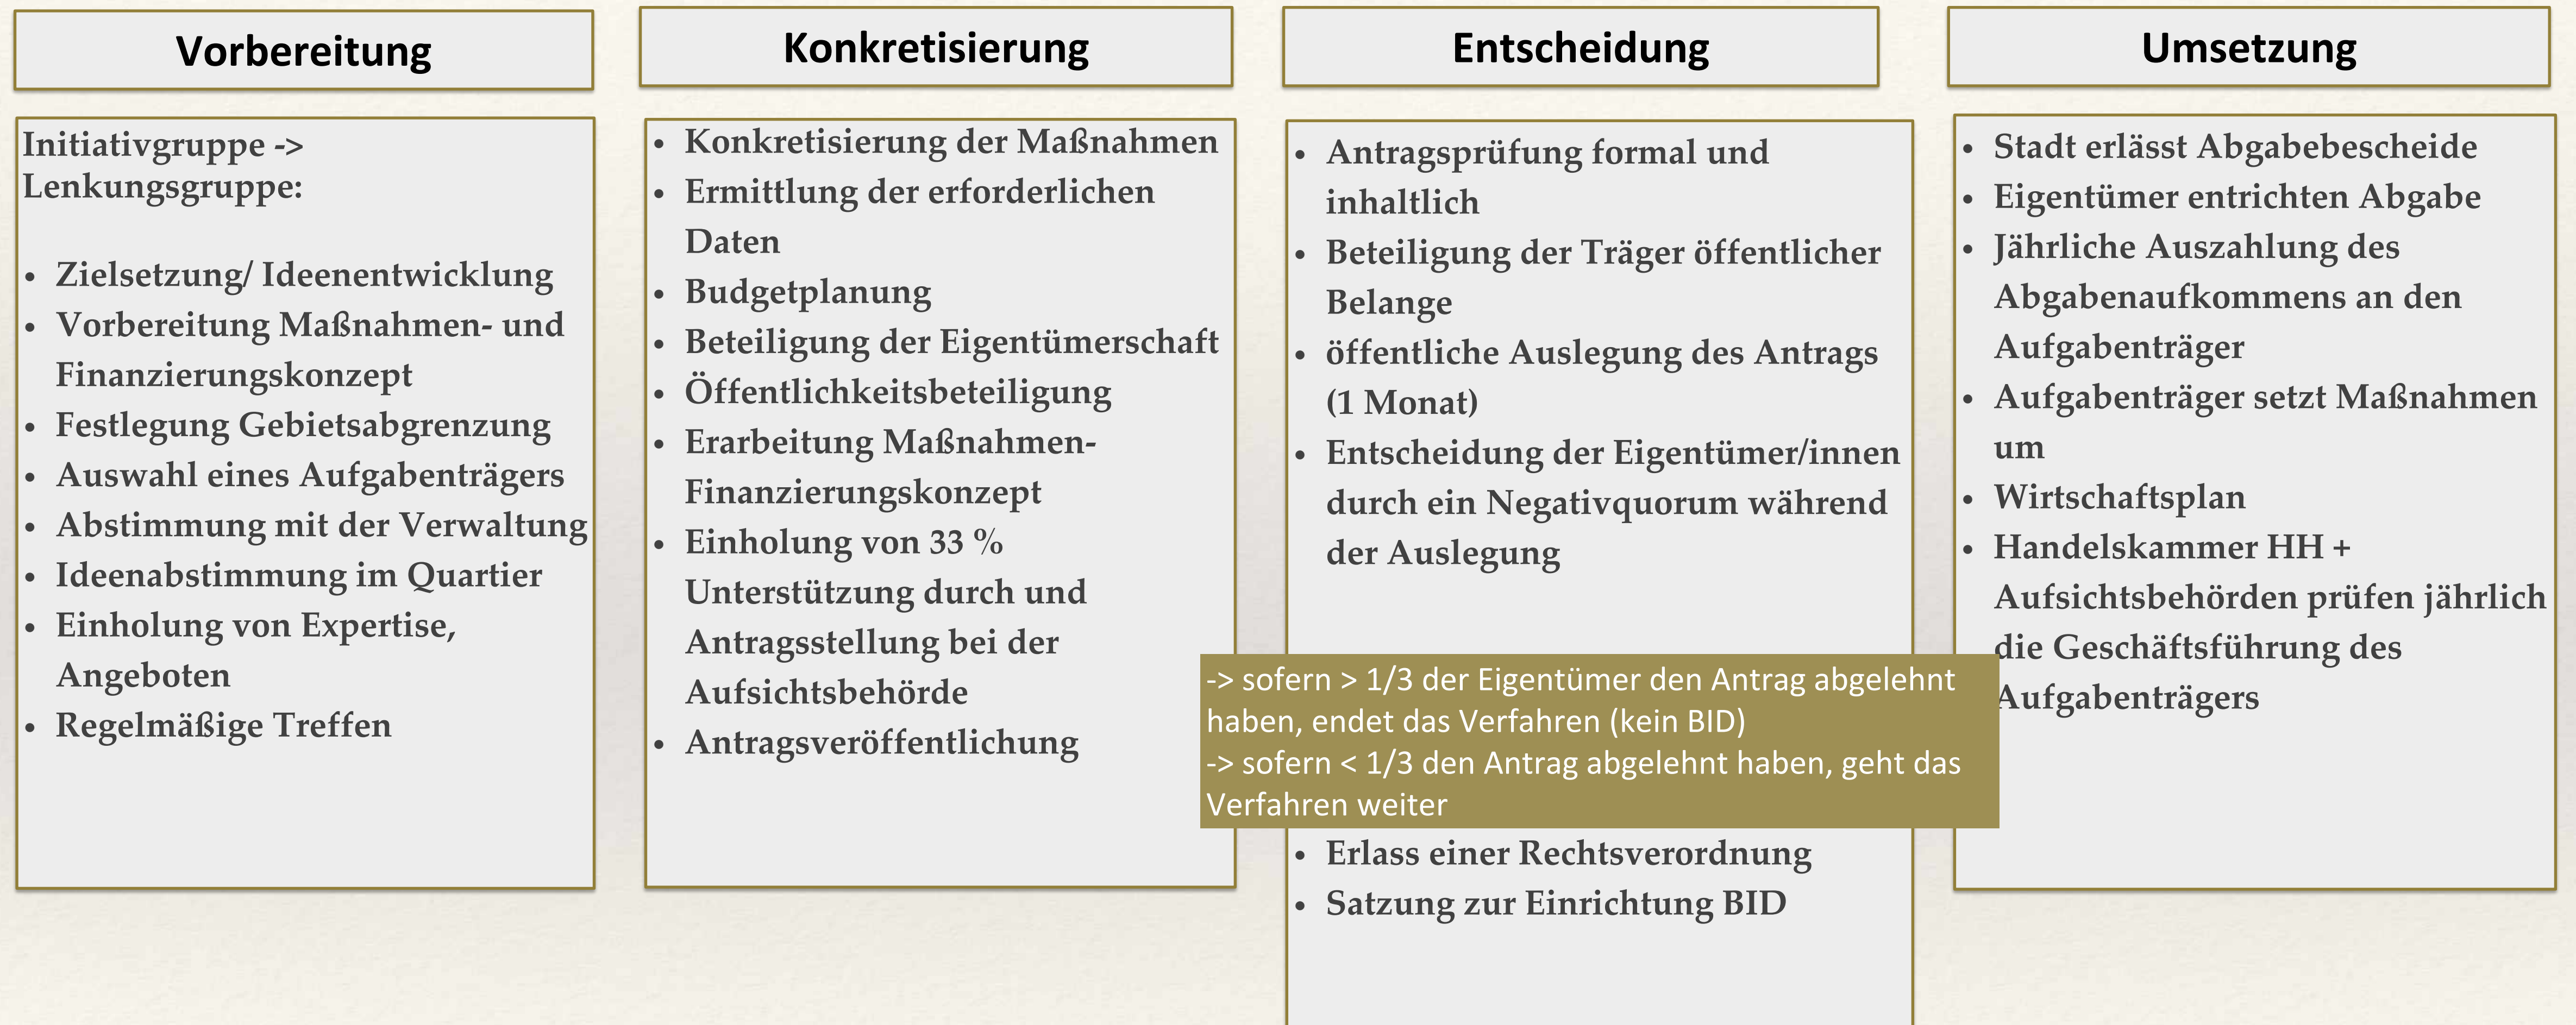 Vorbereitung
Initiativgruppe ->
Lenkungsgruppe:
• Zielsetzung/ Ideenentwicklung
• Vorbereitung Maßnahmen- und
Finanzierungskonzept
• Festlegung Gebietsabgrenzung
• Auswahl eines Aufgabenträgers
• Abstimmung mit der Verwaltung
• Ideenabstimmung im Quartier
• Einholung von Expertise,
Angeboten
• Regelmäßige Treffen
Konkretisierung
• Konkretisierung der Maßnahmen
• Ermittlung der erforderlichen
Daten
• Budgetplanung
• Beteiligung der Eigentümerschaft
• Öffentlichkeitsbeteiligung
• Erarbeitung Maßnahmen-
Finanzierungskonzept
• Einholung von 33 %
Unterstützung durch und
Antragsstellung bei der
Aufsichtsbehörde
• Antragsveröffentlichung
Entscheidung
• Antragsprüfung formal und
inhaltlich
• Beteiligung der Träger öffentlicher
Belange
• öffentliche Auslegung des Antrags
(1 Monat)
• Entscheidung der Eigentümer/innen
durch ein Negativquorum während
der Auslegung
-> sofern > 1/3 der Eigentümer den Antrag abgelehnt
haben, endet das Verfahren (kein BID)
-> sofern < 1/3 den Antrag abgelehnt haben, geht das
Verfahren weiter
• Erlass einer Rechtsverordnung
• Satzung zur Einrichtung BID
Umsetzung
• Stadt erlässt Abgabebescheide
• Eigentümer entrichten Abgabe
• Jährliche Auszahlung des
Abgabenaufkommens an den
Aufgabenträger
• Aufgabenträger setzt Maßnahmen
um
• Wirtschaftsplan
• Handelskammer HH +
Aufsichtsbehörden prüfen jährlich
die Geschäftsführung des
Aufgabenträgers